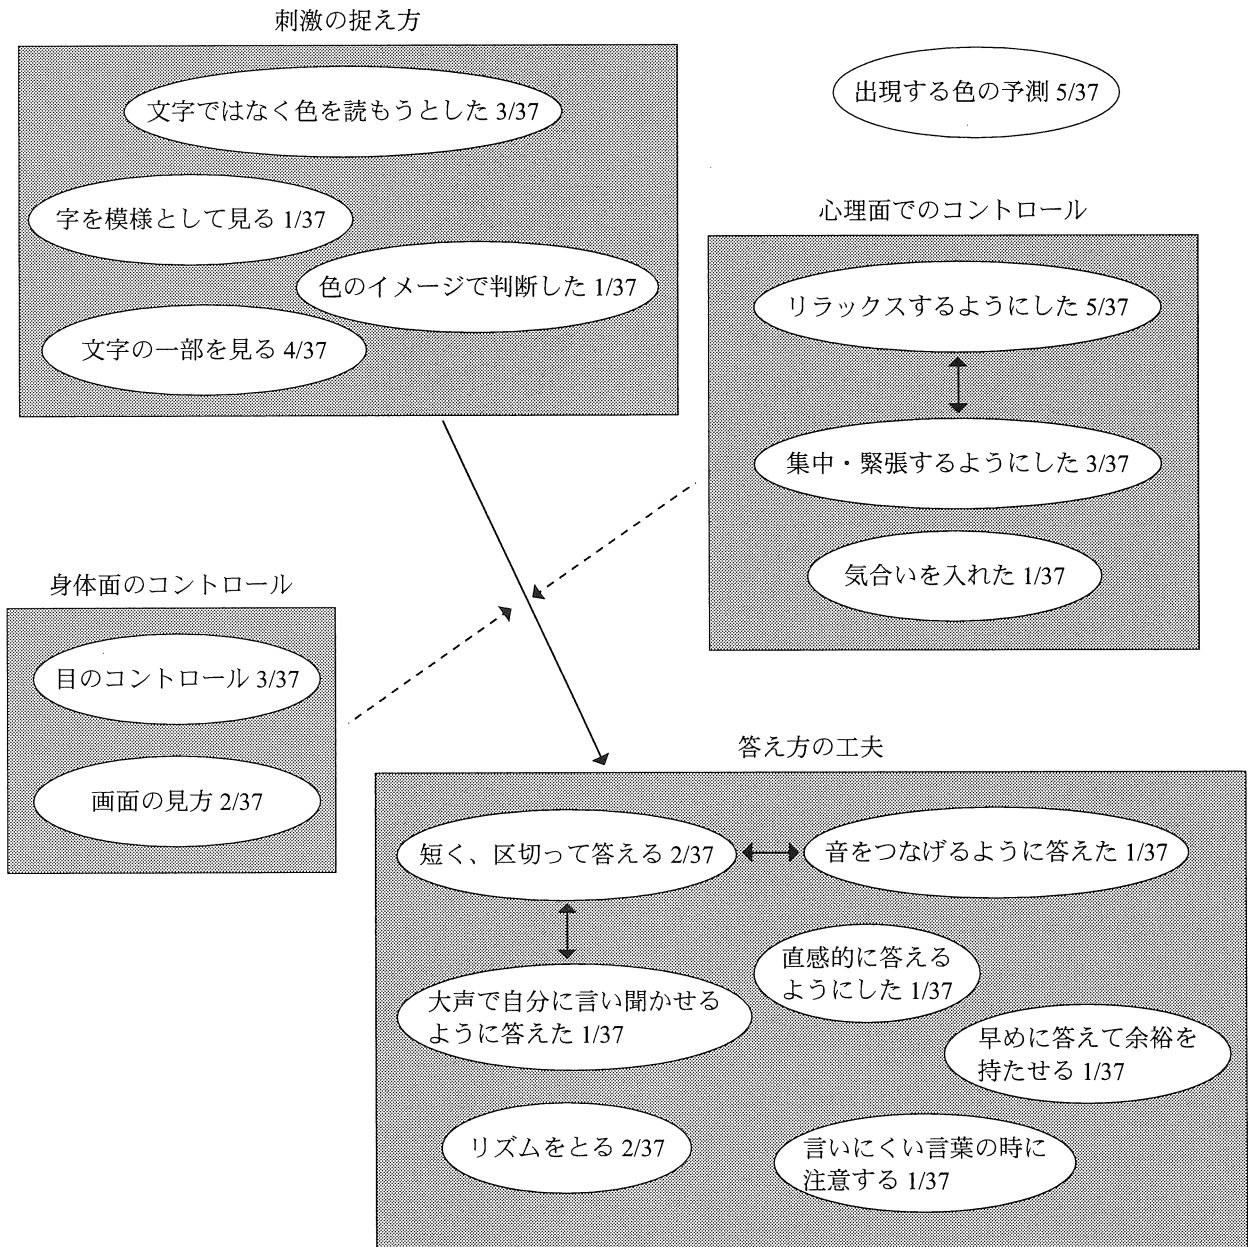 刺激の捉え方
文字ではなく色を読もうとした 3/37
字を模様として見る 1/37
色のイメージで判断した 1/37
文字の一部を見る 4/37
出現する色の予測 5/37
心理面でのコントロール
リラックスするようにした 5/37
集中・緊張するようにした 3/37
気合いを入れた 1/37
身体面のコントロール
目のコントロール 3/37
画面の見方 2/37
答え方の工夫
短く、区切って答える 2/37
音をつなげるように答えた 1/37
大声で自分に言い聞かせる
ように答えた 1/37
直感的に答える
ようにした 1/37
早めに答えて余裕を
持たせる 1/37
リズムをとる 2/37
言いにくい言葉の時に
注意する 1/37